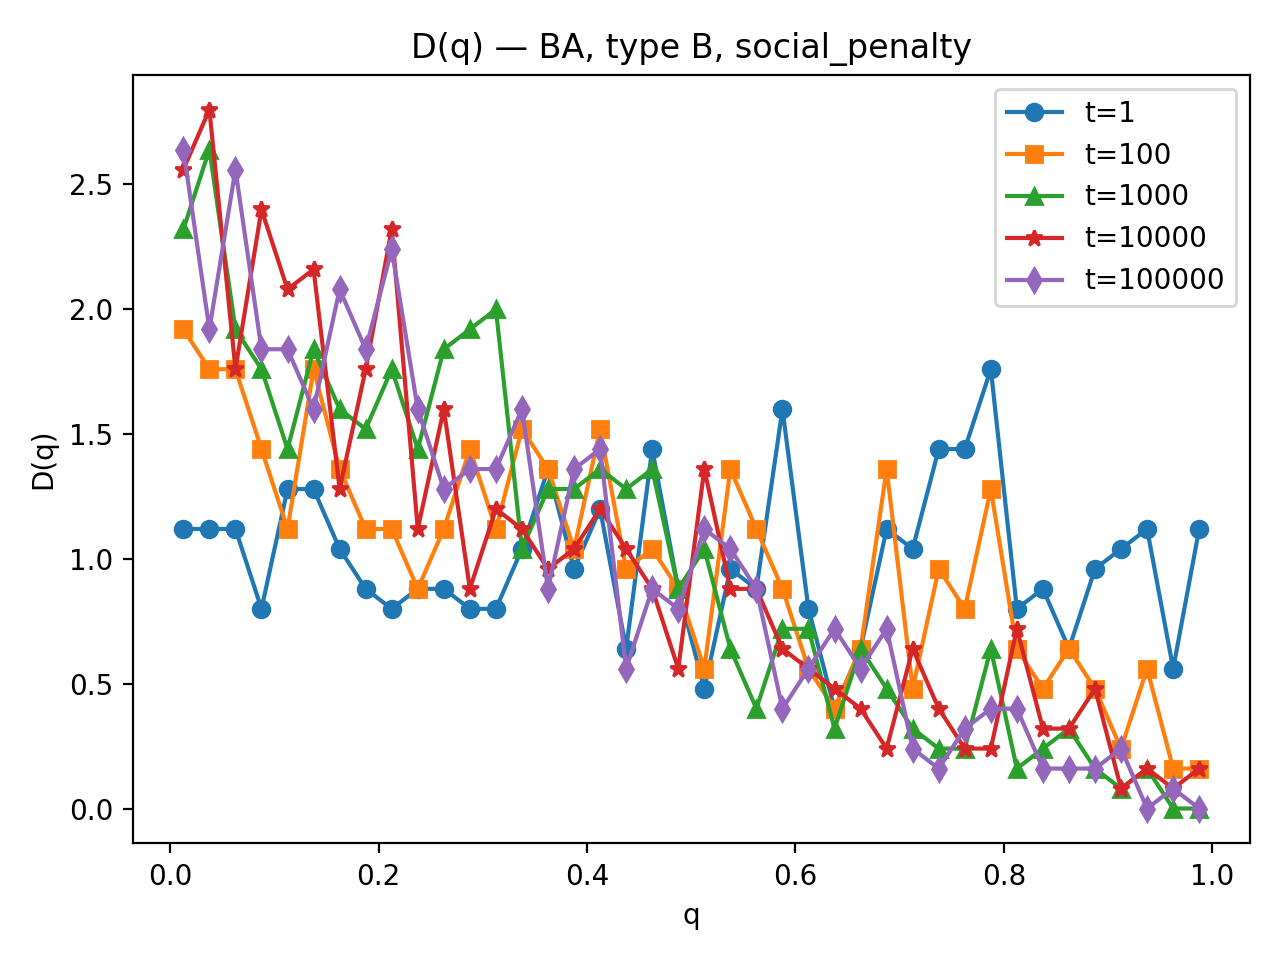 D(q) — BA, type B, social_penalty
t=1
t=100
t=1000
t=10000
t=100000
D(q)
2.5
2.0
1.5
1.0
0.5
0.0
0.0 0.2 0.4 0.6 0.8 1.0
q